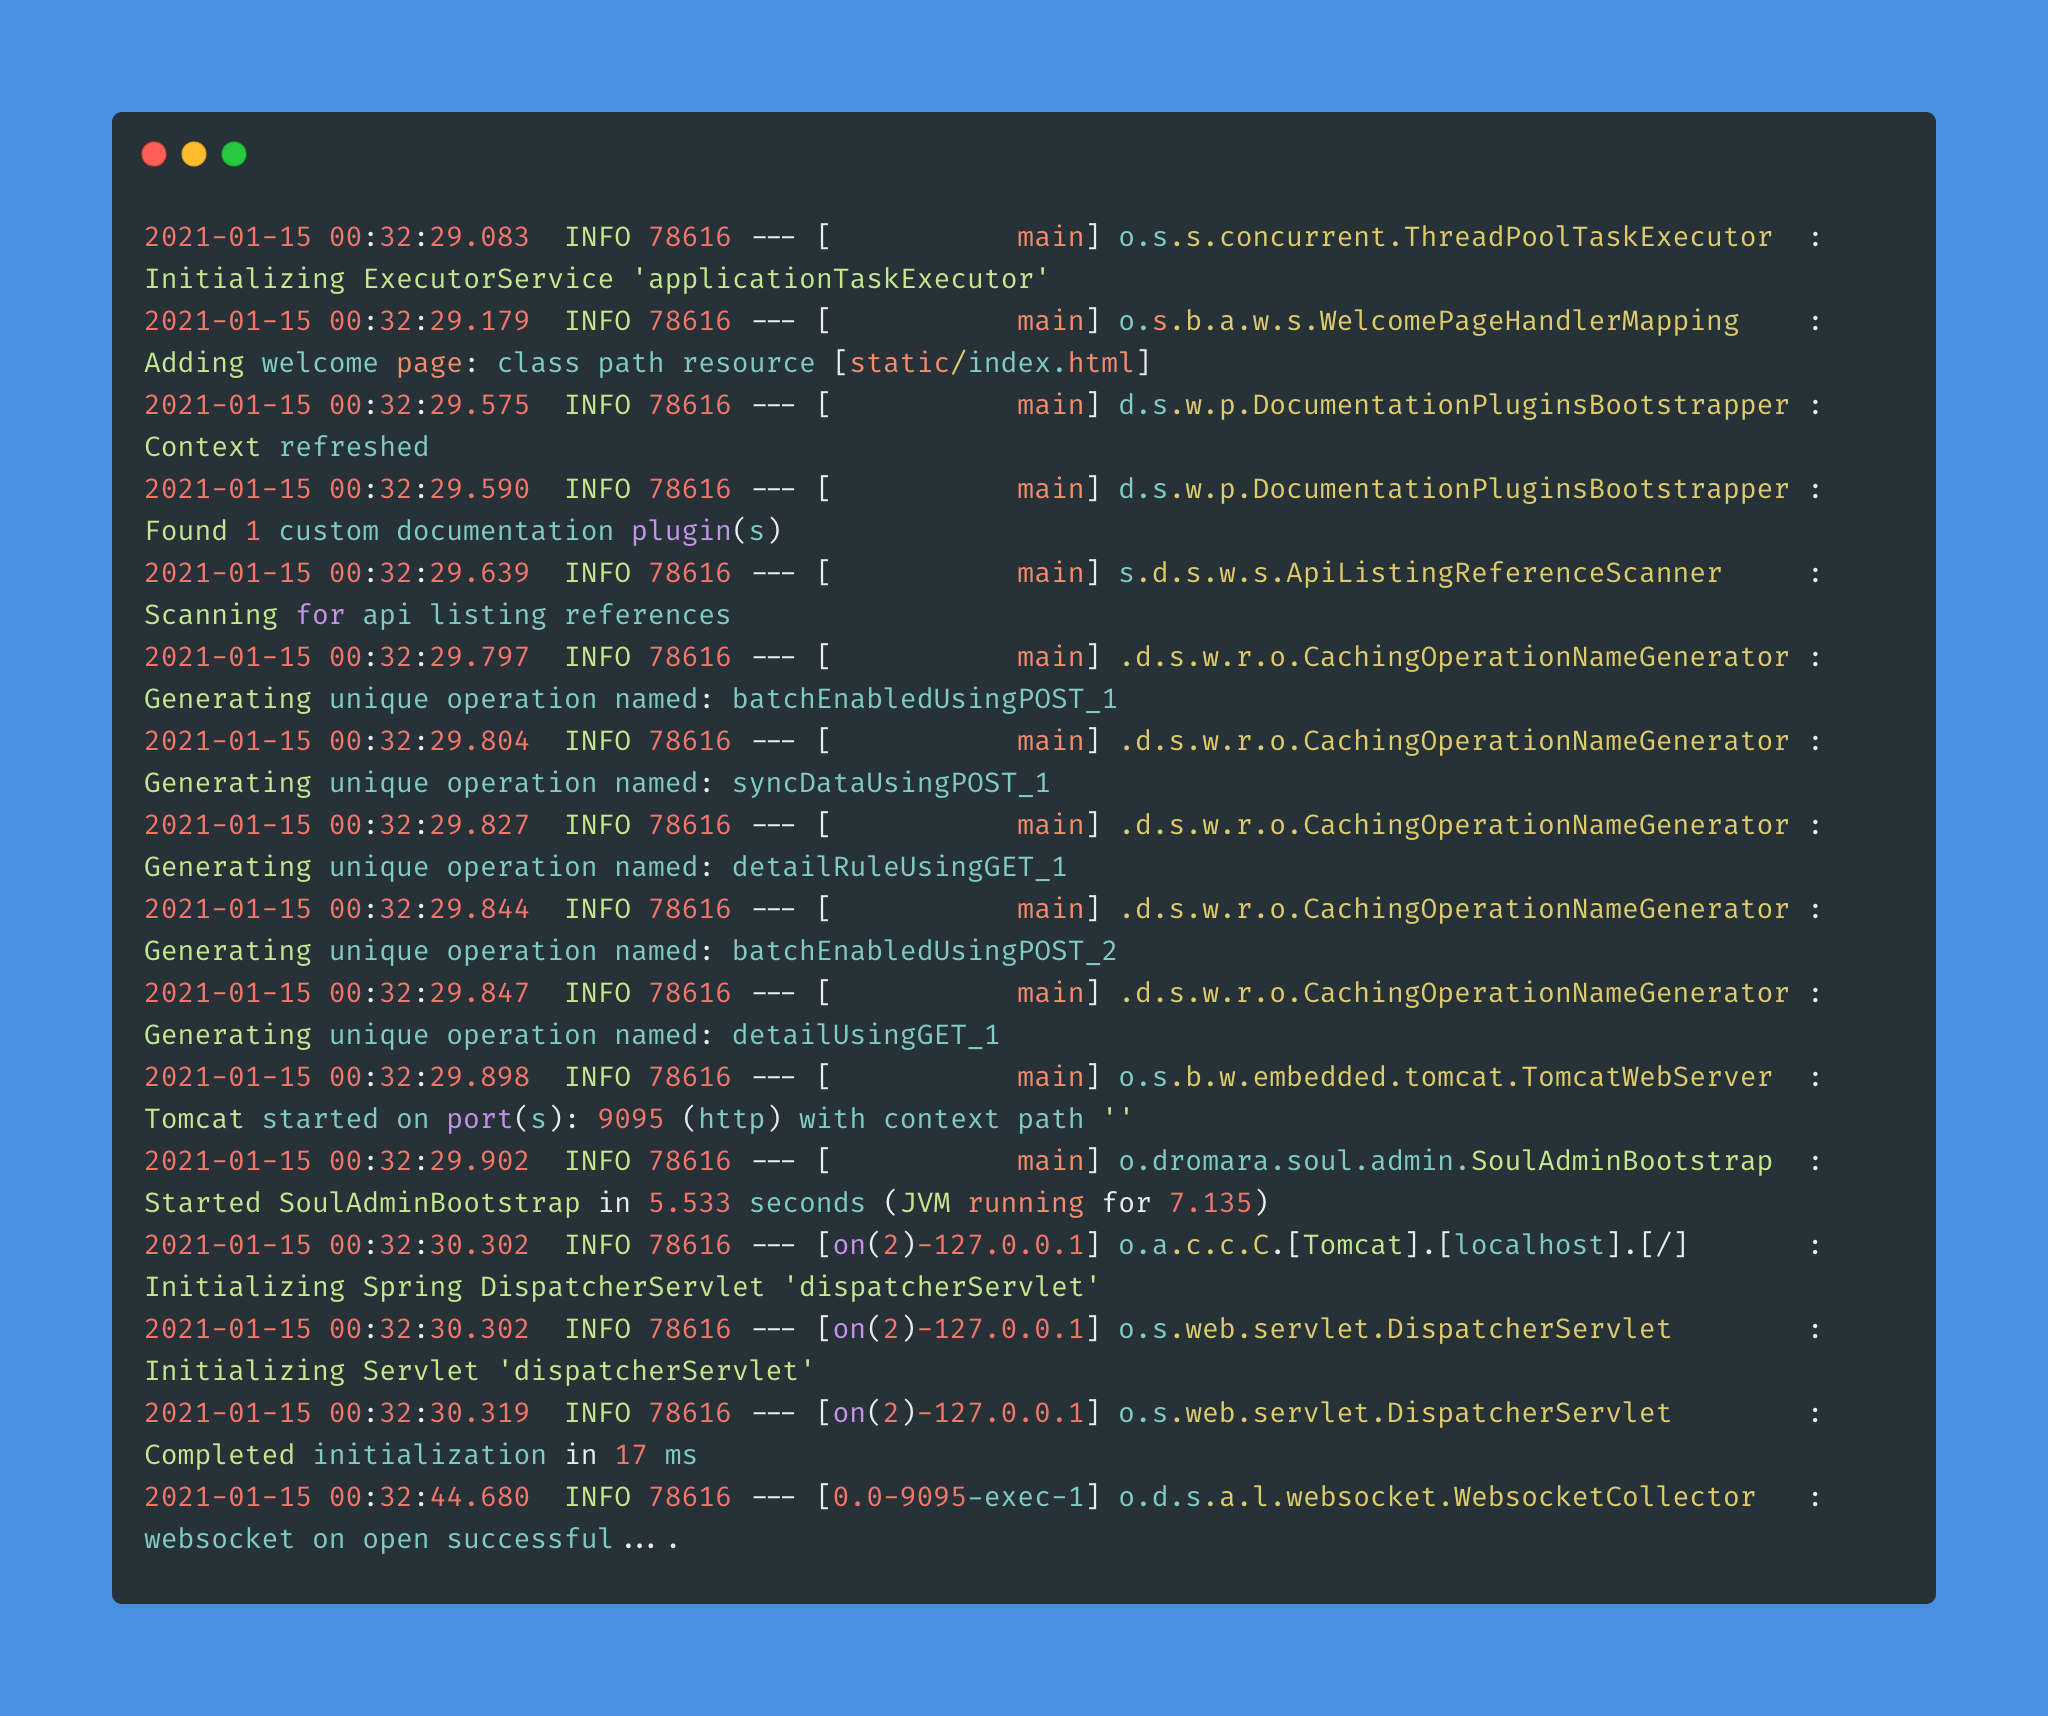 2021-01-15 00:32:29.083  INFO 78616 --- [           main] o.s.s.concurrent.ThreadPoolTaskExecutor  :
Initializing ExecutorService 'applicationTaskExecutor'
2021-01-15 00:32:29.179  INFO 78616 --- [           main] o.s.b.a.w.s.WelcomePageHandlerMapping    :
Adding welcome page: class path resource [static/index.html]
2021-01-15 00:32:29.575  INFO 78616 --- [           main] d.s.w.p.DocumentationPluginsBootstrapper :
Context refreshed
2021-01-15 00:32:29.590  INFO 78616 --- [           main] d.s.w.p.DocumentationPluginsBootstrapper :
Found 1 custom documentation plugin(s)
2021-01-15 00:32:29.639  INFO 78616 --- [           main] s.d.s.w.s.ApiListingReferenceScanner     :
Scanning for api listing references
2021-01-15 00:32:29.797  INFO 78616 --- [           main] .d.s.w.r.o.CachingOperationNameGenerator :
Generating unique operation named: batchEnabledUsingPOST_1
2021-01-15 00:32:29.804  INFO 78616 --- [           main] .d.s.w.r.o.CachingOperationNameGenerator :
Generating unique operation named: syncDataUsingPOST_1
2021-01-15 00:32:29.827  INFO 78616 --- [           main] .d.s.w.r.o.CachingOperationNameGenerator :
Generating unique operation named: detailRuleUsingGET_1
2021-01-15 00:32:29.844  INFO 78616 --- [           main] .d.s.w.r.o.CachingOperationNameGenerator :
Generating unique operation named: batchEnabledUsingPOST_2
2021-01-15 00:32:29.847  INFO 78616 --- [           main] .d.s.w.r.o.CachingOperationNameGenerator :
Generating unique operation named: detailUsingGET_1
2021-01-15 00:32:29.898  INFO 78616 --- [           main] o.s.b.w.embedded.tomcat.TomcatWebServer  :
Tomcat started on port(s): 9095 (http) with context path ''
2021-01-15 00:32:29.902  INFO 78616 --- [           main] o.dromara.soul.admin.SoulAdminBootstrap  :
Started SoulAdminBootstrap in 5.533 seconds (JVM running for 7.135)
2021-01-15 00:32:30.302  INFO 78616 --- [on(2)-127.0.0.1] o.a.c.c.C.[Tomcat].[localhost].[/]       :
Initializing Spring DispatcherServlet 'dispatcherServlet'
2021-01-15 00:32:30.302  INFO 78616 --- [on(2)-127.0.0.1] o.s.web.servlet.DispatcherServlet        :
Initializing Servlet 'dispatcherServlet'
2021-01-15 00:32:30.319  INFO 78616 --- [on(2)-127.0.0.1] o.s.web.servlet.DispatcherServlet        :
Completed initialization in 17 ms
2021-01-15 00:32:44.680  INFO 78616 --- [0.0-9095-exec-1] o.d.s.a.l.websocket.WebsocketCollector   :
websocket on open successful....